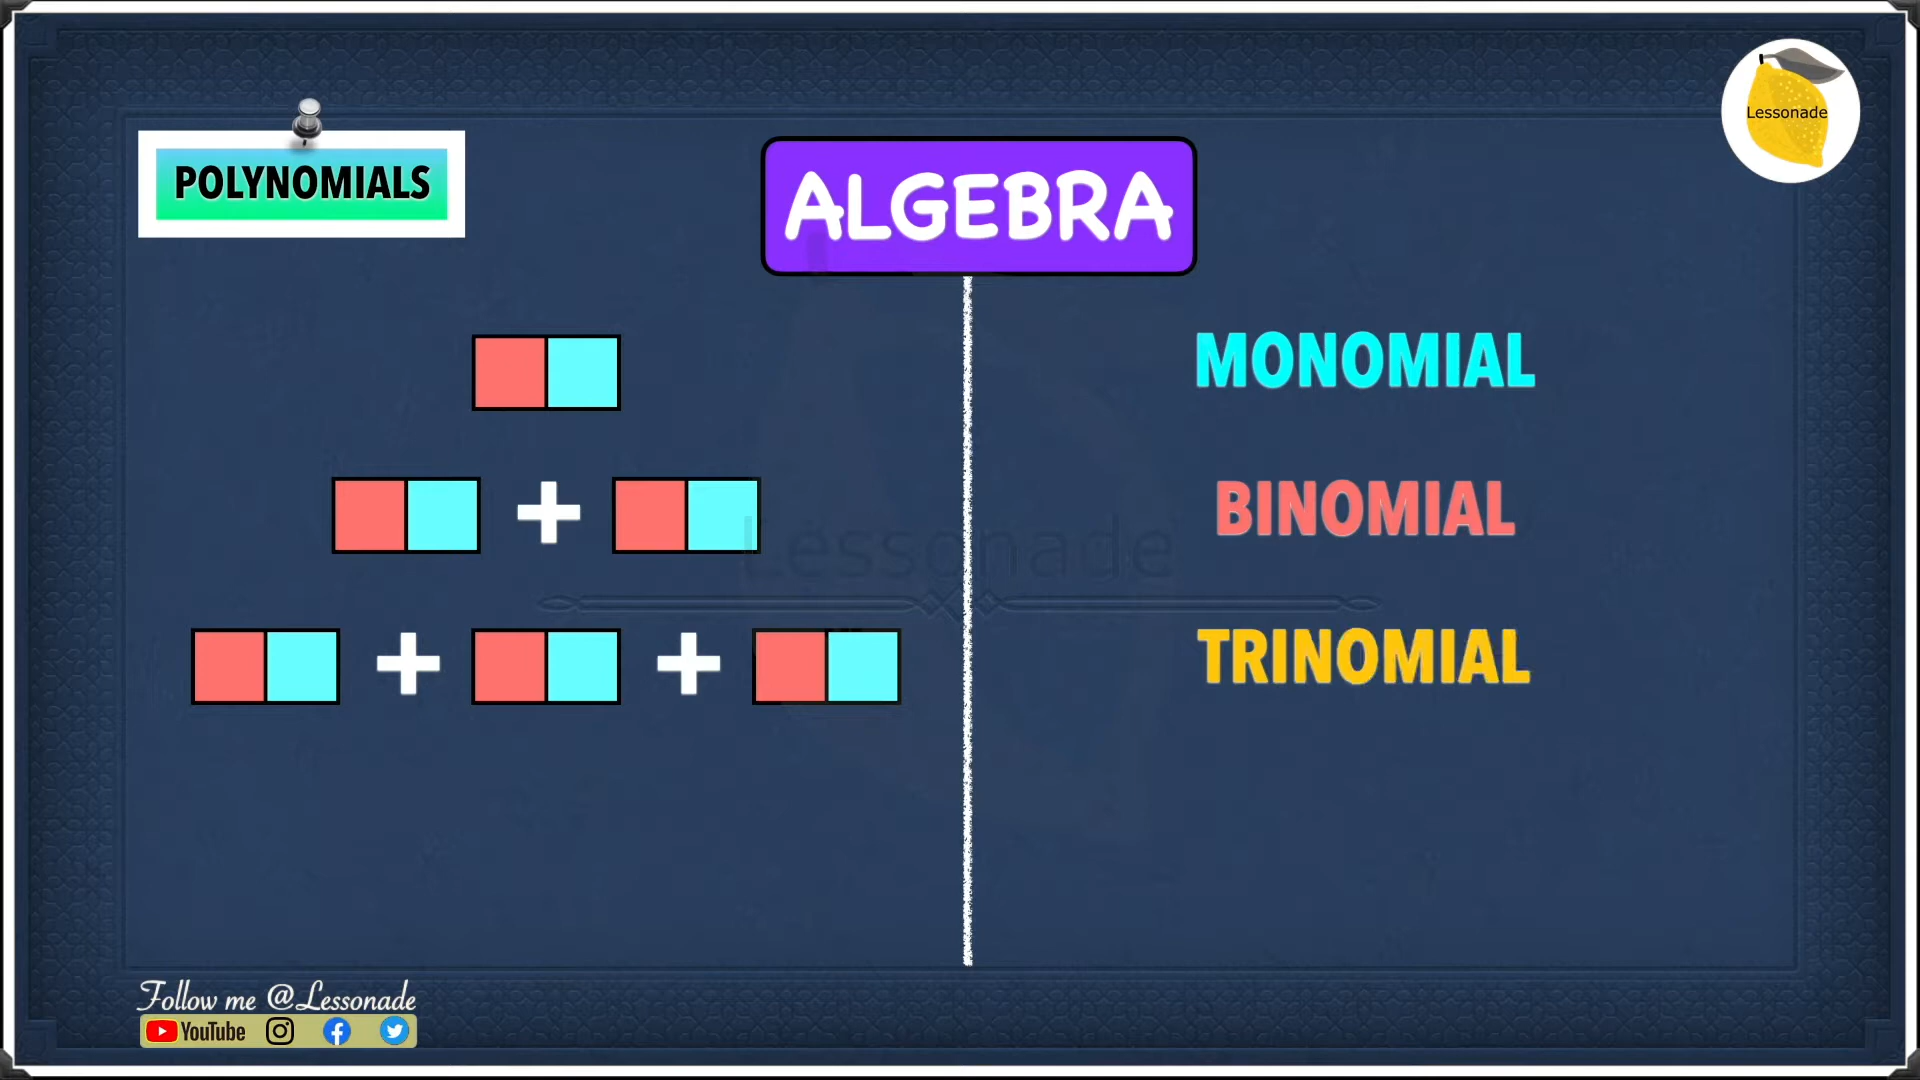 Lessonade
POLYNOMIALS
ALGEBRA
MONOMIAL
+
BINOMIAL
Lessonade
+ +
TRINOMIAL
Follow me @Lessonade
YouTube